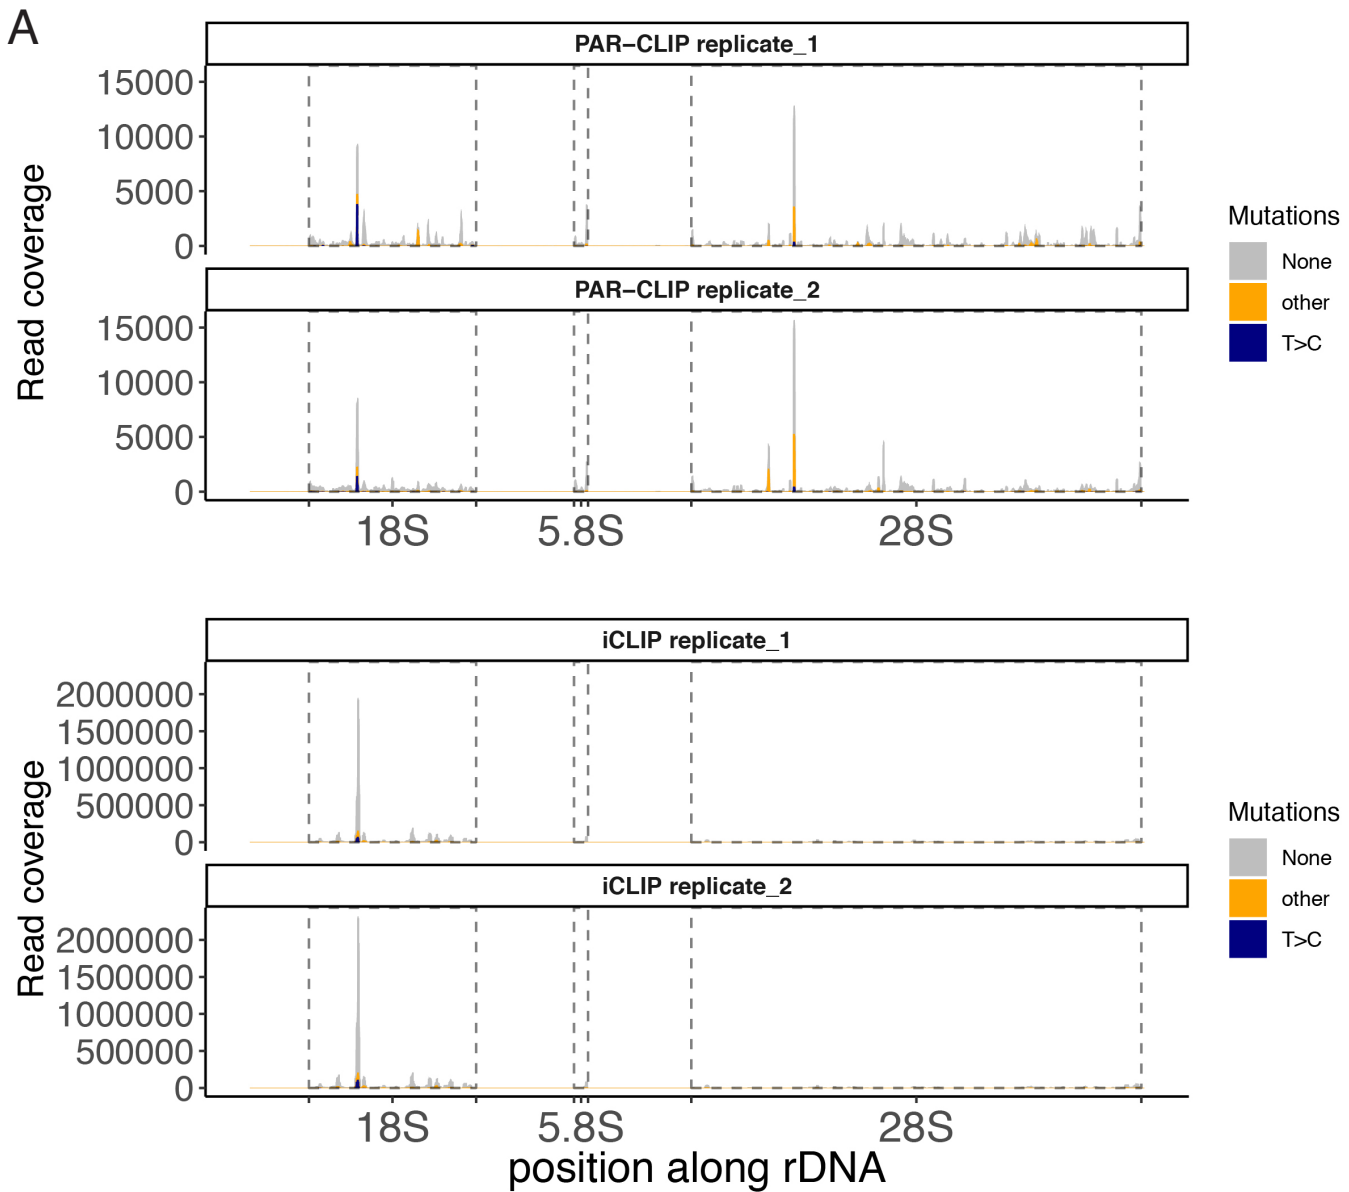 A
PAR−CLIP replicate_1
15000
10000
5000
0
PAR−CLIP replicate_2
15000
10000
5000
0
Read coverage
18S 5.8S 28S
Mutations
None
other
T>C
iCLIP replicate_1
2000000
1500000
1000000
500000
0
iCLIP replicate_2
2000000
1500000
1000000
500000
0
Read coverage
18S 5.8S 28S
position along rDNA
Mutations
None
other
T>C